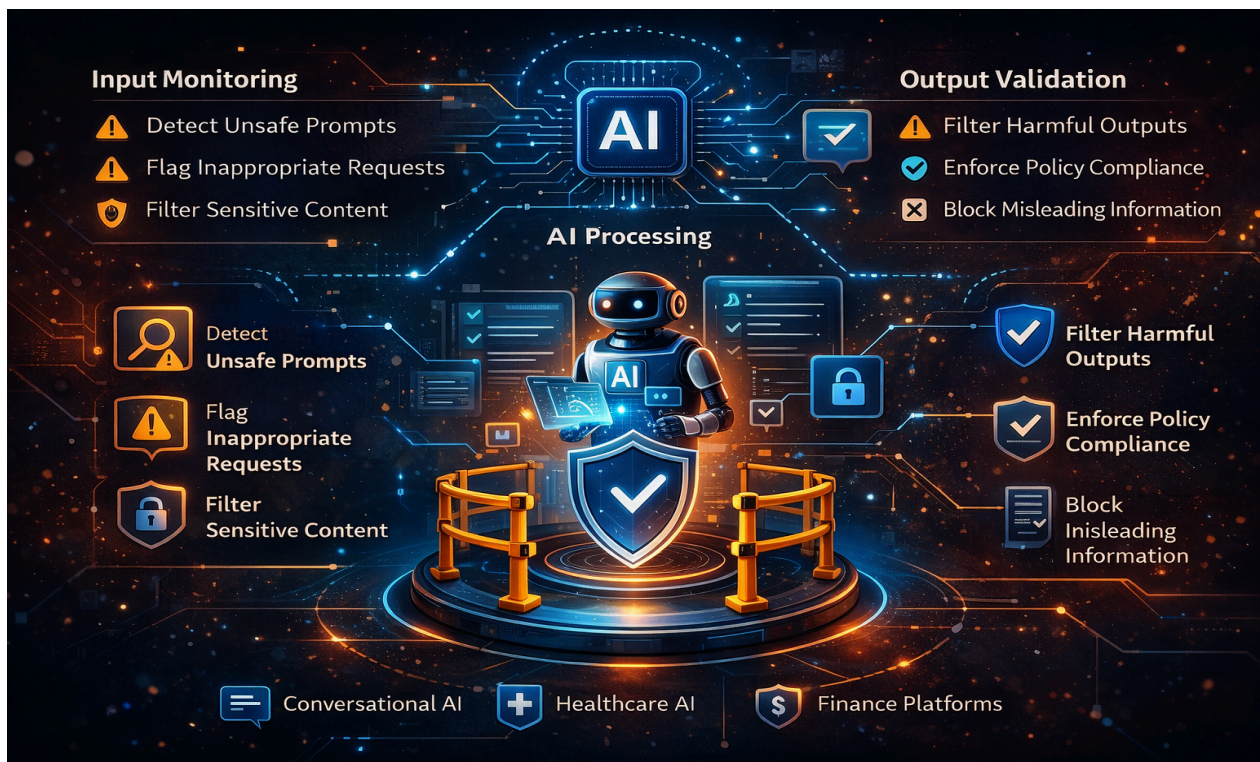 Input Monitoring
Detect Unsafe Prompts
Flag Inappropriate Requests
Filter Sensitive Content
AI
AI Processing
Output Validation
Filter Harmful Outputs
Enforce Policy Compliance
Block Misleading Information
Detect
Unsafe Prompts
Flag
Inappropriate
Requests
Filter
Sensitive Content
AI
Filter Harmful
Outputs
Enforce Policy
Compliance
Block
Inisleading
Information
Conversational AI
Healthcare AI
$
Finance Platforms